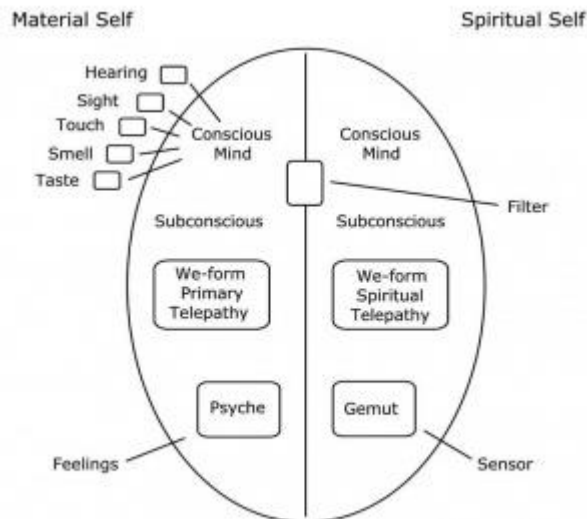 Material Self
Spiritual Self
Hearing
Sight
Touch
Smell
Taste
Conscious
Mind
Conscious
Mind
Filter
Subconscious
Subconscious
We-form
Primary
Telepathy
We-form
Spiritual
Telepathy
Psyche
Gemut
Feelings
Sensor